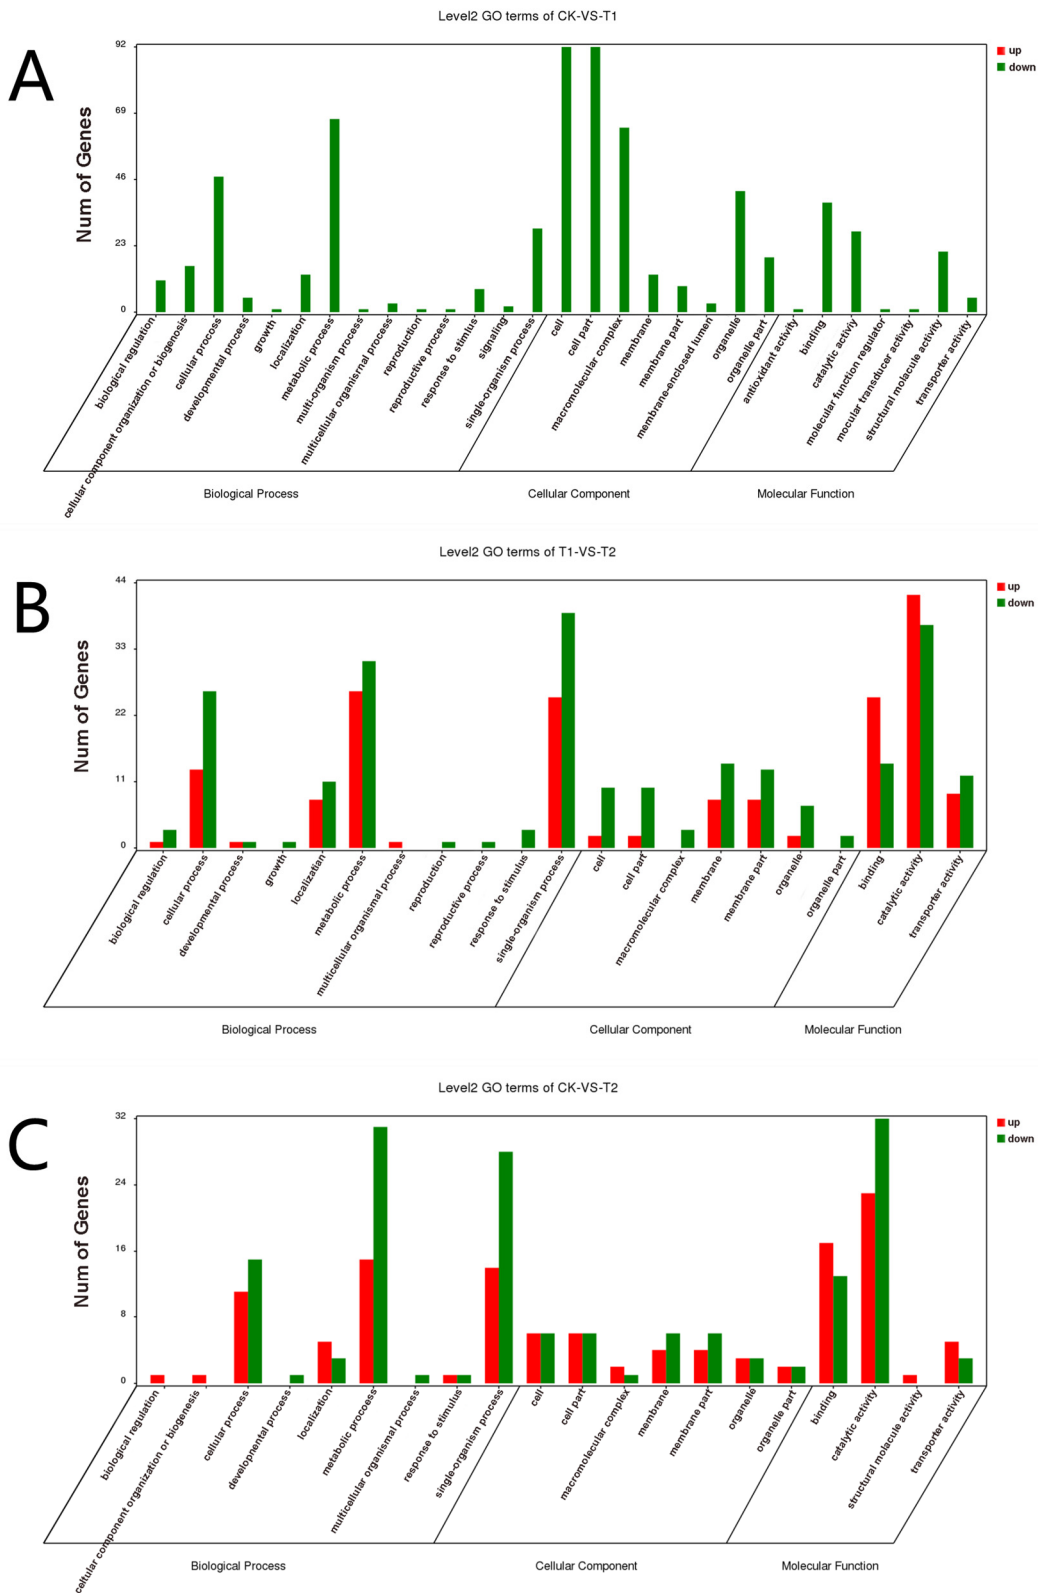 Level2 GO terms of CK-VS-T1
A
up
down
Num of Genes
92
69
46
23
0
biological regulation
cellular component organization or biogenosis
cellular procoss
developmental process
growth
localization
metabolic process
multi-organism process
multicellular organisrnal process
reproduction
reproductive process
response to stimlus
signaling
single-organism process
cell
cell part
macromolecular complex
membrane
membrane part
membrane-enclosed lumen
organelle
organelle part
antioxidant activity
binding
catalytic activiy
molecular function regulator
mocular transducer activity
structural molecule activity
transporter activity
Biological Process
Cellular Component
Molecular Function
Level2 GO terms of T1-VS-T2
B
up
down
Num of Genes
44
33
22
11
0
biological regulation
cellular process
developmental process
growth
localizatian
metabolic process
multicellular organismal process
reproduction
reproductive process
response to stimulus
single-organism process
cell
cell part
macromolecular complex
membrane
membrane part
organelle
organelle part
binding
catalytic activity
transporter activity
Biological Process
Cellular Component
Molecular Function
Level2 GO terms of CK-VS-T2
C
up
down
Num of Genes
32
24
16
8
0
biological regulation
celtular component organization or biogenesis
cellular process
developnental process
localization
metabolic procoess
multicellular organismal process
response to stimulus
single-organism process
cell
cell part
macromolecular complex
membrane
membrane part
organelle
organelle part
binding
catalytic activity
structural molecule activity
transporter activity
Biological Process
Cellular Component
Molecular Function